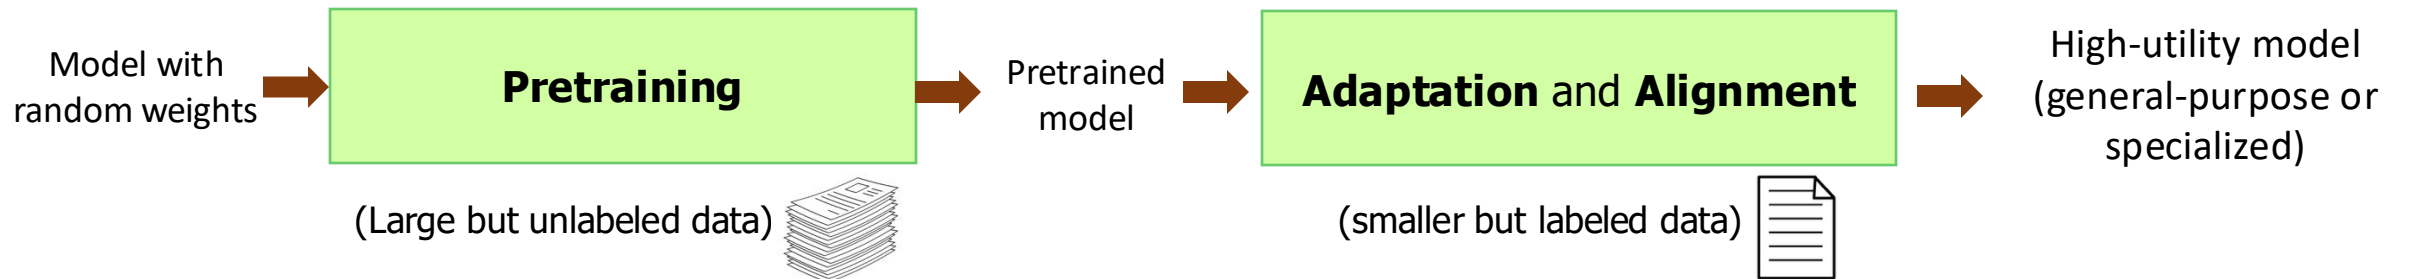 Model with
random weights
Pretraining
(Large but unlabeled data)
Pretrained
model
Adaptation and Alignment
(smaller but labeled data)
High-utility model
(general-purpose or
specialized)